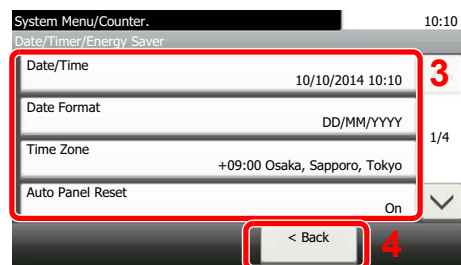 System Menu/Counter.
10:10
Date/Timer/Energy Saver
Date/Time
10/10/2014 10:10
3
Date Format
DD/MM/YYYY
1/4
Time Zone
+09:00 Osaka, Sapporo, Tokyo
Auto Panel Reset
On
< Back
4